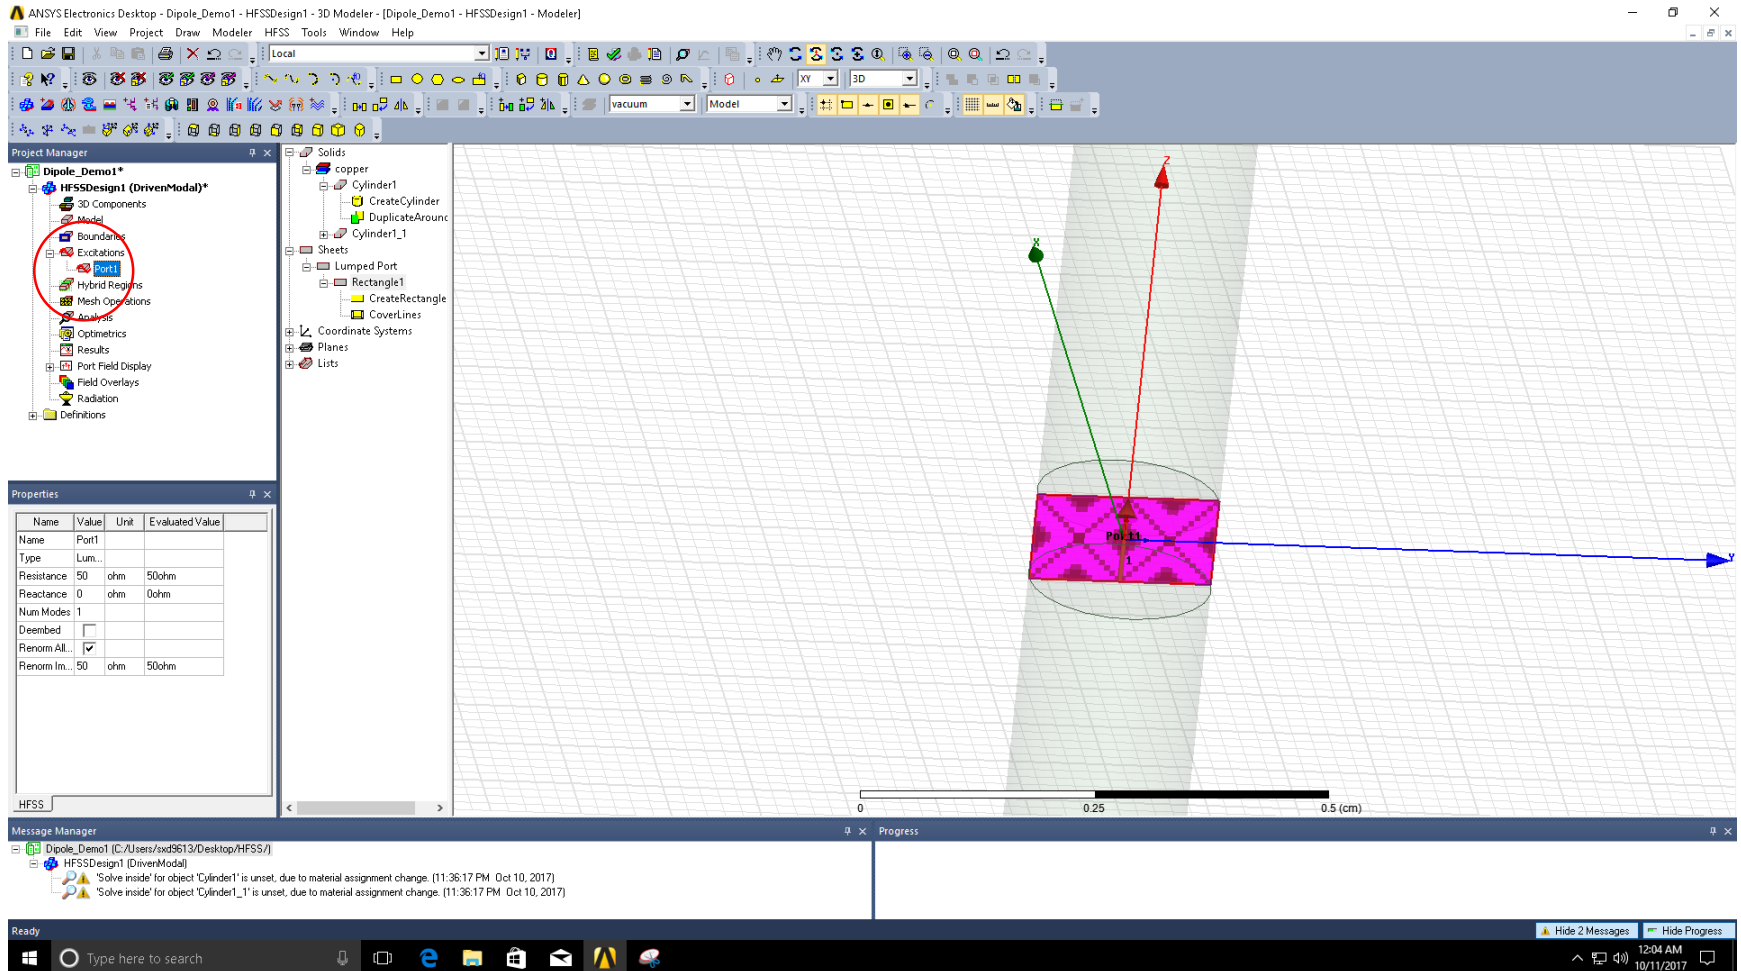 ANSYS Electronics Desktop - Dipole_Demo1 - HFSSDesign1 - 3D Modeler - [Dipole_Demo1 - HFSSDesign1 - Modeler]
File Edit View Project Draw Modeler HFSS Tools Window Help
Local
XY 3D
vacuum Model
Project Manager
Dipole_Demo1*
HFSSDesign1 (DrivenModal)*
3D Components
Model
Boundaries
Excitations
Port1
Hybrid Regions
Mesh Operations
Analysis
Optimetrics
Results
Port Field Display
Field Overlays
Radiation
Definitions
Solids
copper
Cylinder1
CreateCylinder
DuplicateAround
Cylinder1_1
Sheets
Lumped Port
Rectangle1
CreateRectangle
CoverLines
Coordinate Systems
Planes
Lists
Z
X
Port1
Y
1
0 0.25 0.5 (cm)
Properties
Name Value Unit Evaluated Value
Name Port1
Type Lum...
Resistance 50 ohm 50ohm
Reactance 0 ohm 0ohm
Num Modes 1
Deembed
Renorm All...
Renorm Im... 50 ohm 50ohm
HFSS
Message Manager
Dipole_Demo1 (C:/Users/sxd9613/Desktop/HFSS/)
HFSSDesign1 (DrivenModal)
'Solve inside' for object 'Cylinder1' is unset, due to material assignment change. (11:36:17 PM Oct 10, 2017)
'Solve inside' for object 'Cylinder1_1' is unset, due to material assignment change. (11:36:17 PM Oct 10, 2017)
Progress
Ready
Hide 2 Messages Hide Progress
Type here to search
12:04 AM
10/11/2017